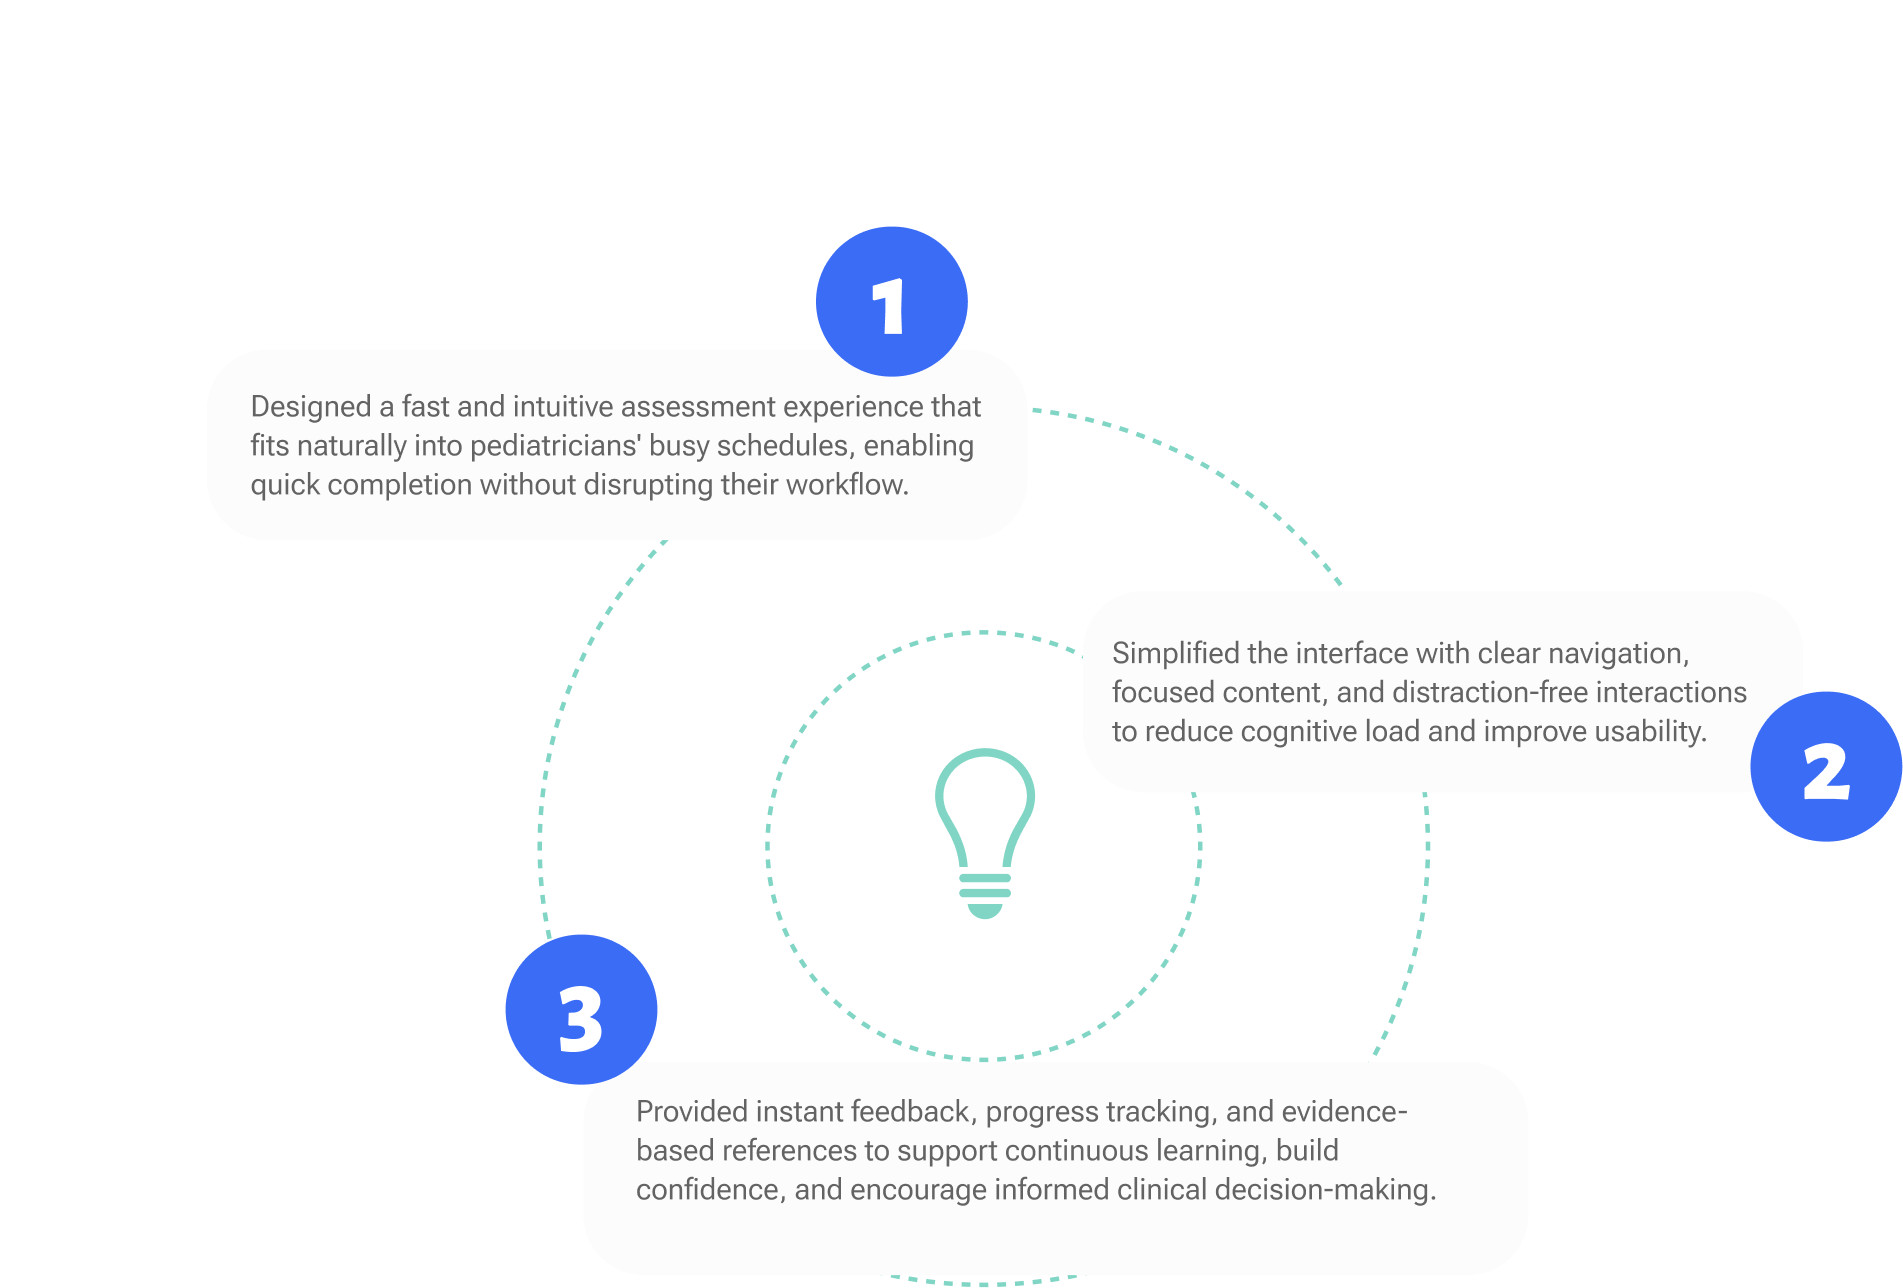 1
Designed a fast and intuitive assessment experience that
fits naturally into pediatricians' busy schedules, enabling
quick completion without disrupting their workflow.
Simplified the interface with clear navigation,
focused content, and distraction-free interactions
to reduce cognitive load and improve usability.
2
3
Provided instant feedback, progress tracking, and evidence-
based references to support continuous learning, build
confidence, and encourage informed clinical decision-making.